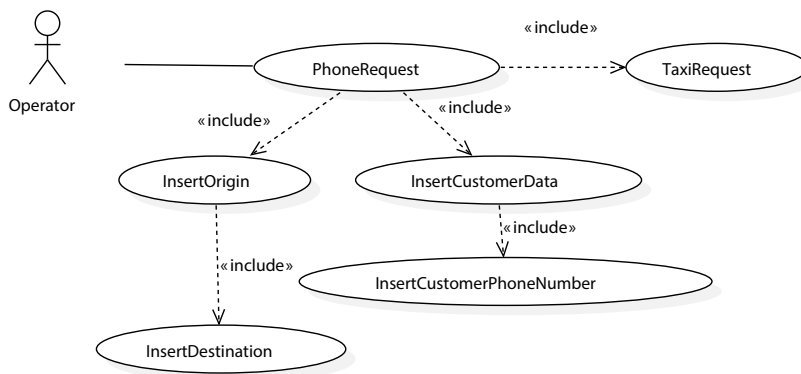 «include»
PhoneRequest
TaxiRequest
Operator
«include»
«include»
InsertOrigin
InsertCustomerData
«include»
«include»
InsertCustomerPhoneNumber
InsertDestination